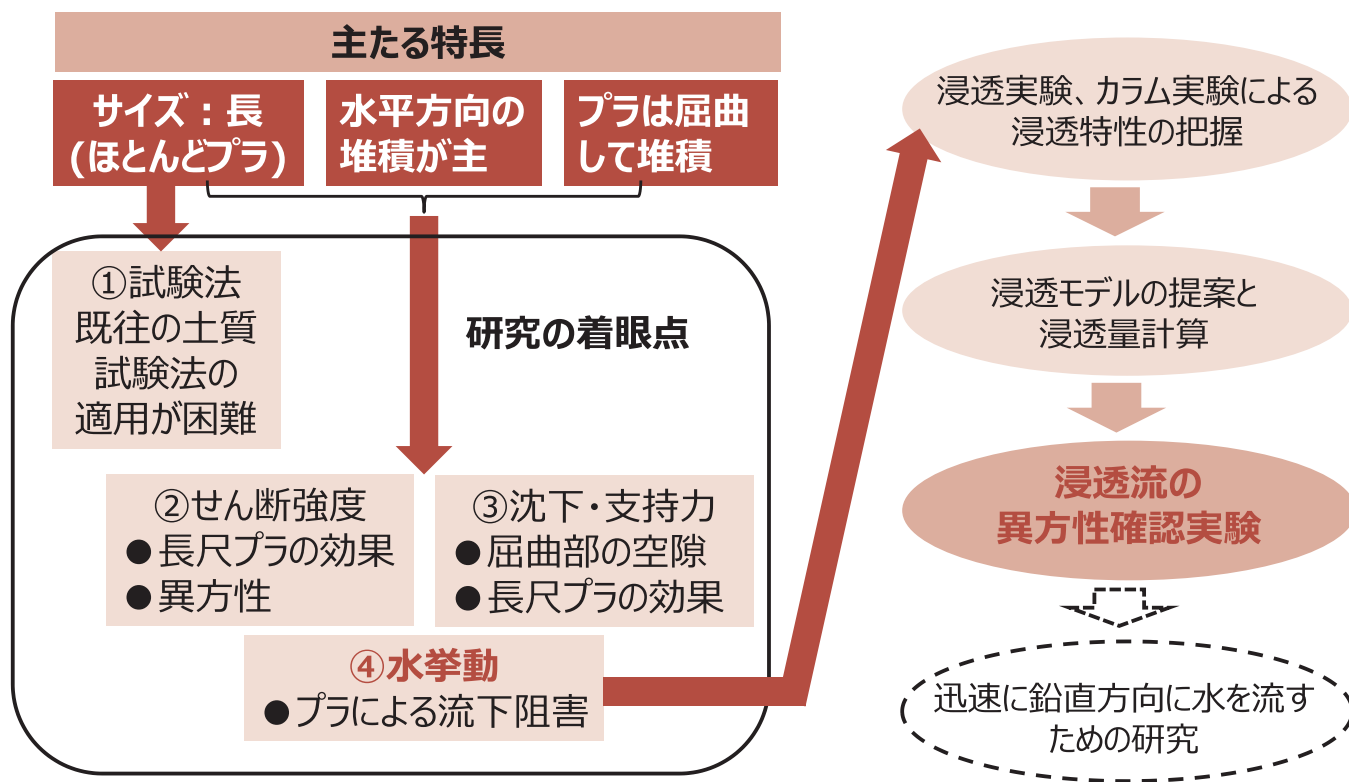 主たる特長
サイズ：長
(ほとんどプラ)
水平方向の
堆積が主
プラは屈曲
して堆積
①試験法
既往の土質
試験法の
適用が困難
研究の着眼点
②せん断強度
●長尺プラの効果
●異方性
③沈下・支持力
●屈曲部の空隙
●長尺プラの効果
④水挙動
●プラによる流下阻害
浸透実験、カラム実験による
浸透特性の把握
浸透モデルの提案と
浸透量計算
浸透流の
異方性確認実験
迅速に鉛直方向に水を流す
ための研究